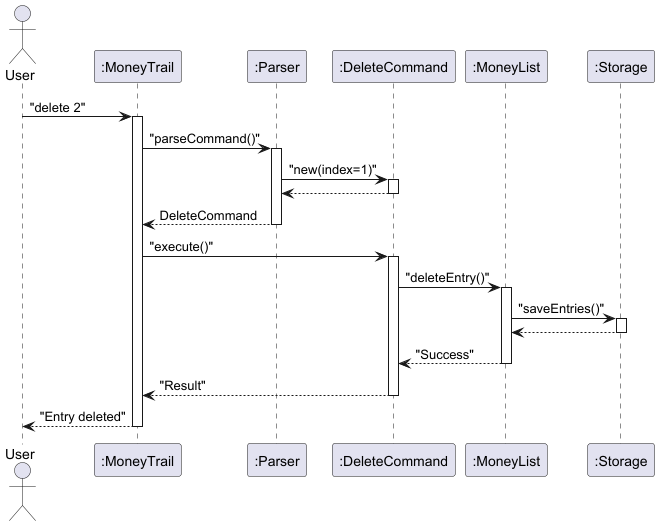 User
:MoneyTrail
:Parser
:DeleteCommand
:MoneyList
:Storage
"delete 2"
"parseCommand()"
"new(index=1)"
DeleteCommand
"execute()"
"deleteEntry()"
"saveEntries()"
"Success"
"Result"
"Entry deleted"
User
:MoneyTrail
:Parser
:DeleteCommand
:MoneyList
:Storage